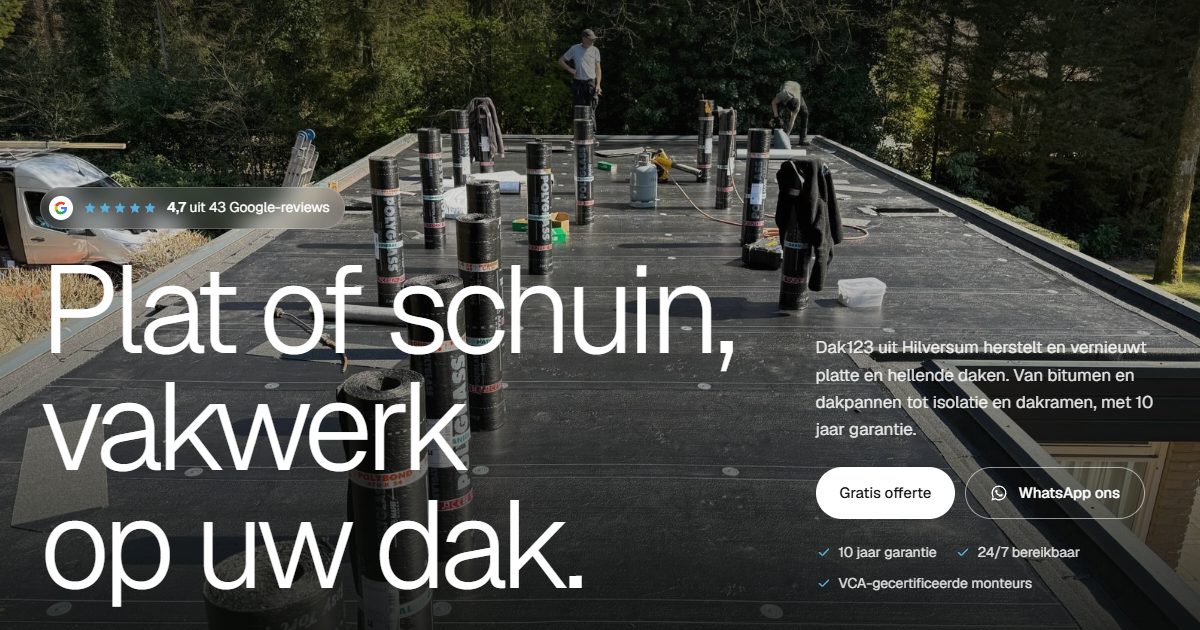 4,7 uit 43 Google-reviews
Plat of schuin,
vakwerk
op uw dak.
Dak123 uit Hilversum herstelt en vernieuwt
platte en hellende daken. Van bitumen en
dakpannen tot isolatie en dakramen, met 10
jaar garantie.
Gratis offerte
WhatsApp ons
10 jaar garantie
24/7 bereikbaar
VCA-gecertificeerde monteurs
POLYBOND